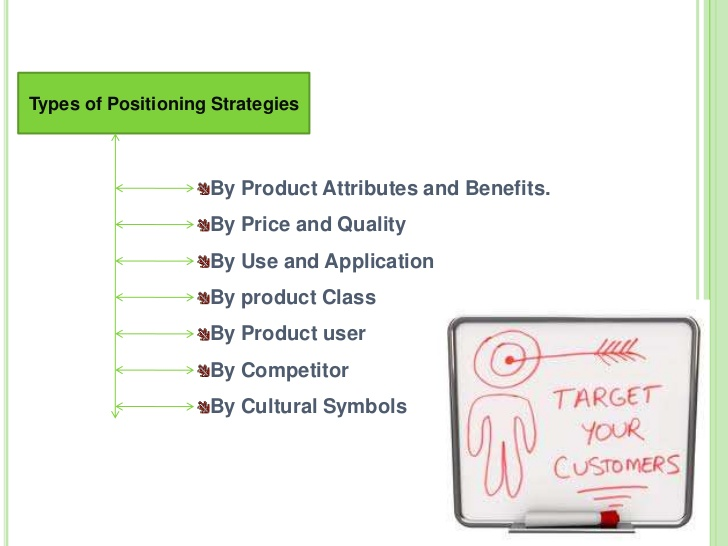 Types of Positioning Strategies
By Product Attributes and Benefits.
By Price and Quality
By Use and Application
By product Class
By Product user
By Competitor
By Cultural Symbols
TARGET
YOUR
CUSTOMERS